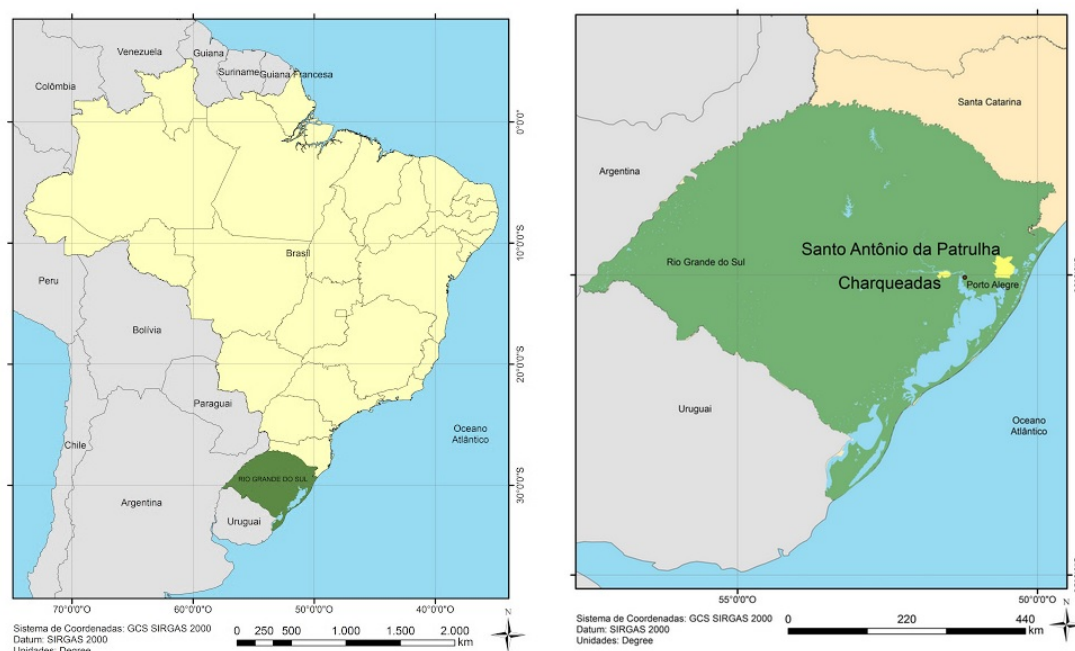 Venezuela
Guiana
Suriname
Guiana Francesa
Colômbia
0°0'0"
Brasil
10°0'0"S
Peru
Bolívia
20°0'0"S
Paraguai
Chile
Oceano
Atlântico
30°0'0"S
RIO GRANDE DO SUL
Argentina
Uruguai
70°0'0"O
60°0'0"O
50°0'0"O
40°0'0"O
Sistema de Coordenadas: GCS SIRGAS 2000
Datum: SIRGAS 2000
Unidades: Degree
0 250 500 1.000 1.500 2.000
km
N
Santa Catarina
Argentina
Santo Antônio da Patrulha
Rio Grande do Sul
Charqueadas
Porto Alegre
Uruguai
Oceano
Atlântico
55°0'0"O
50°0'0"O
Sistema de Coordenadas: GCS SIRGAS 2000
Datum: SIRGAS 2000
Unidades: Degree
0 220 440
km
N